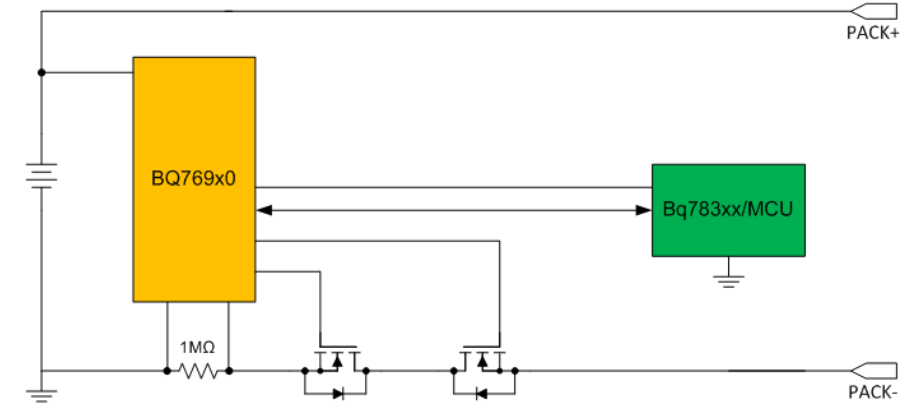 PACK+
BQ769x0
Bq783xx/MCU
1MΩ
PACK-